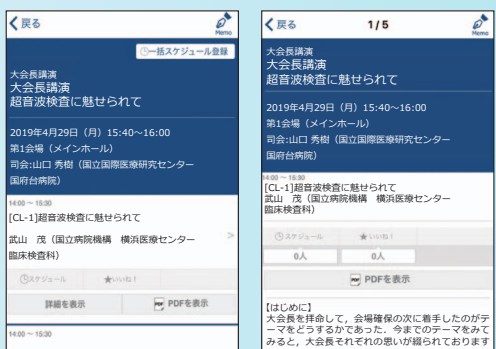 戻る
Memo
一括スケジュール登録
大会長講演
大会長講演
超音波検査に魅せられて
2019年4月29日（月）15:40～16:00
第1会場（メインホール）
司会:山口 秀樹（国立国際医療研究センター
国府台病院）
14:00 ～ 15:30
[CL-1]超音波検査に魅せられて
武山　茂（国立病院機構　横浜医療センター
臨床検査科）
スケジュール
いいね！
詳細を表示
PDFを表示
14:00 ～ 15:30
戻る
1/5
Memo
大会長講演
大会長講演
超音波検査に魅せられて
2019年4月29日（月）15:40～16:00
第1会場（メインホール）
司会:山口 秀樹（国立国際医療研究センター
国府台病院）
14:00 ～ 15:30
[CL-1]超音波検査に魅せられて
武山　茂（国立病院機構　横浜医療センター
臨床検査科）
スケジュール
いいね！
0人
0人
PDFを表示
【はじめに】
大会長を拝命して，会場確保の次に着手したのがテ
ーマをどうするかであった．今までのテーマをみて
みると，大会長それぞれの思いが綴られております